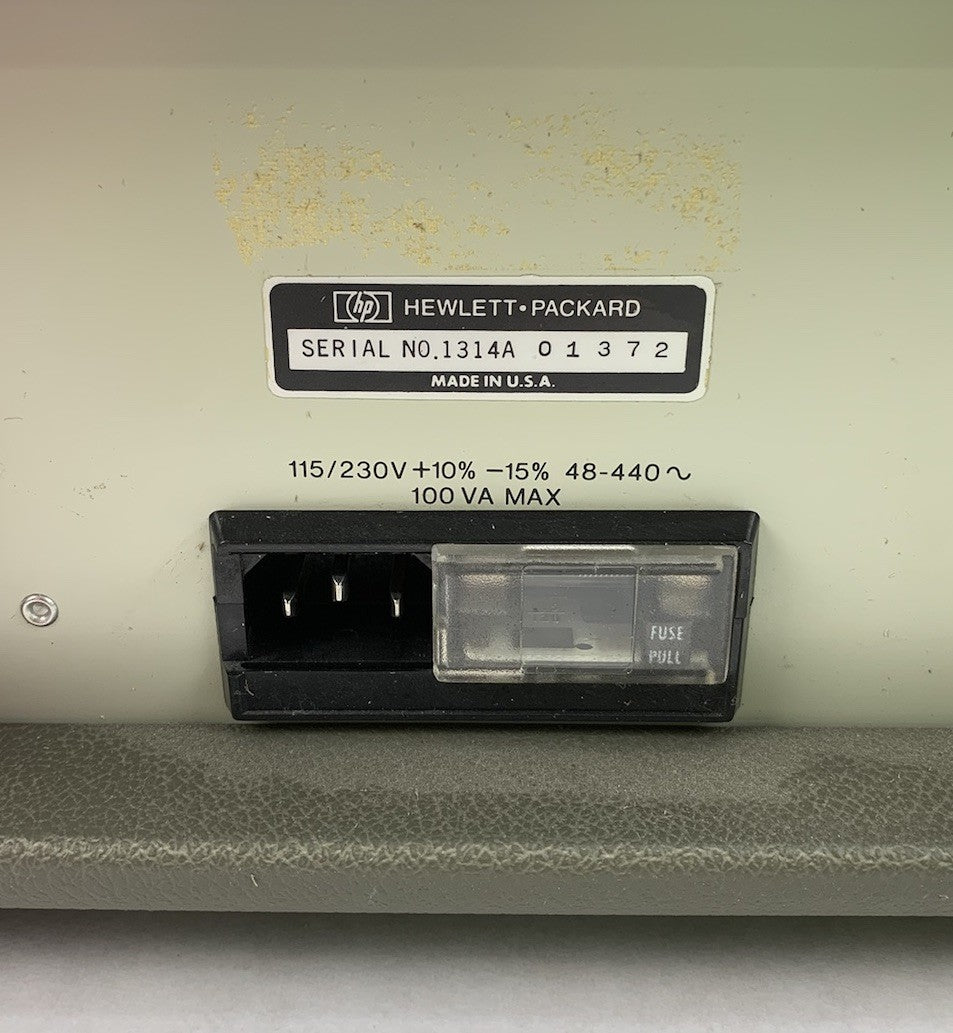 hp HEWLETT•PACKARD
SERIAL NO.1314A 01372
MADE IN U.S.A.
115/230V +10% −15% 48-440 ~
100 VA MAX
FUSE
PULL